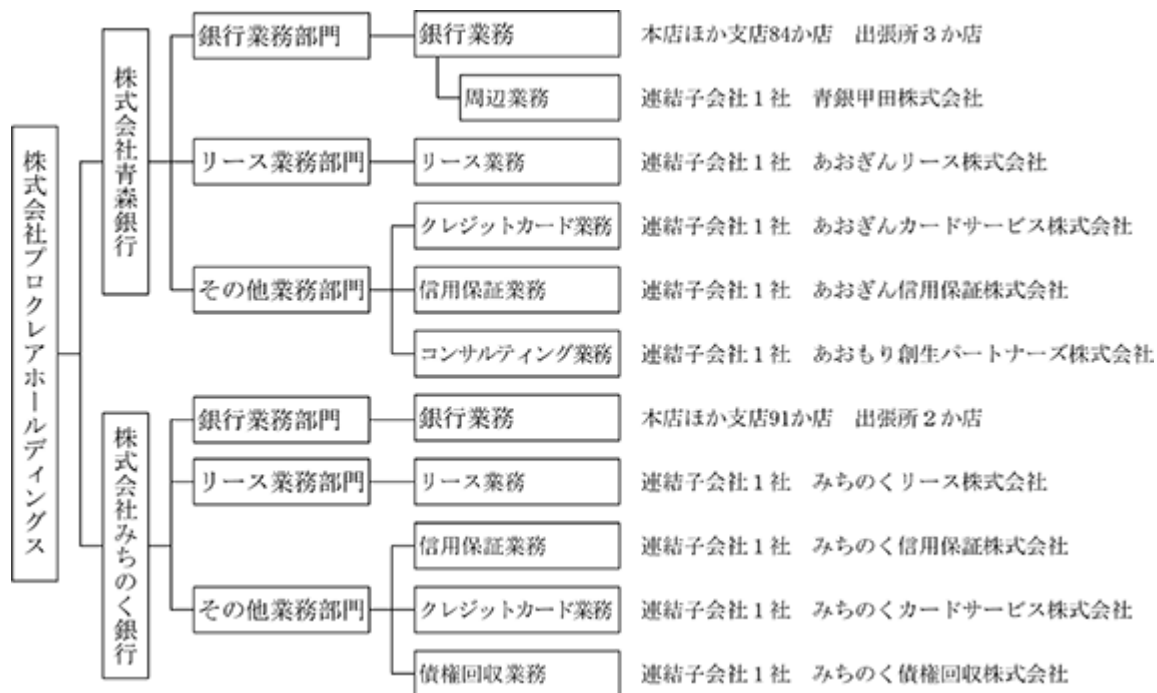 株式会社プロクレアホールディングス
株式会社青森銀行
銀行業務部門
銀行業務
本店ほか支店84か店 出張所3か店
周辺業務
連結子会社1社 青銀甲田株式会社
リース業務部門
リース業務
連結子会社1社 あおぎんリース株式会社
その他業務部門
クレジットカード業務
連結子会社1社 あおぎんカードサービス株式会社
信用保証業務
連結子会社1社 あおぎん信用保証株式会社
コンサルティング業務
連結子会社1社 あおもり創生パートナーズ株式会社
株式会社みちのく銀行
銀行業務部門
銀行業務
本店ほか支店91か店 出張所2か店
リース業務部門
リース業務
連結子会社1社 みちのくリース株式会社
その他業務部門
信用保証業務
連結子会社1社 みちのく信用保証株式会社
クレジットカード業務
連結子会社1社 みちのくカードサービス株式会社
債権回収業務
連結子会社1社 みちのく債権回収株式会社